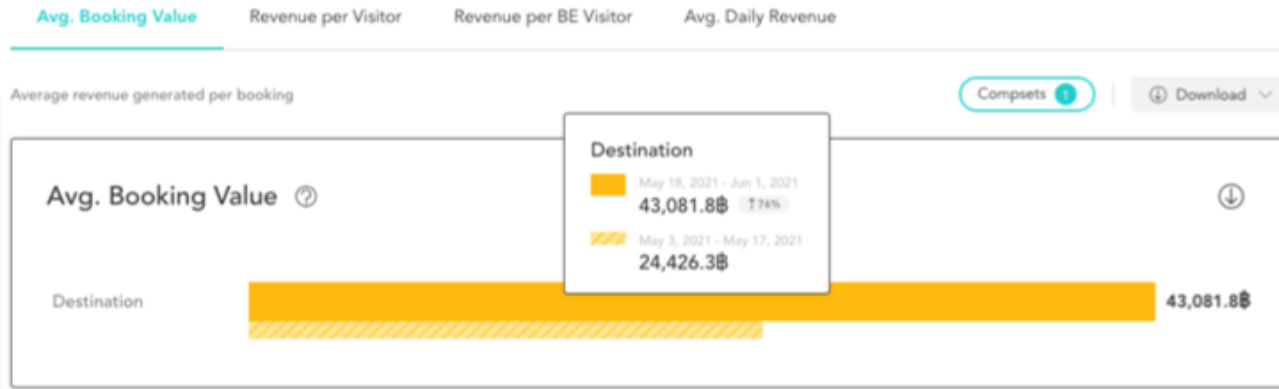 Avg. Booking Value Revenue per Visitor Revenue per BE Visitor Avg. Daily Revenue
Average revenue generated per booking
Compsets 1
Download
Destination
May 18, 2021 - Jun 1, 2021
43,081.8฿ ↑76%
May 3, 2021 - May 17, 2021
24,426.3฿
Avg. Booking Value ?
Destination
43,081.8฿